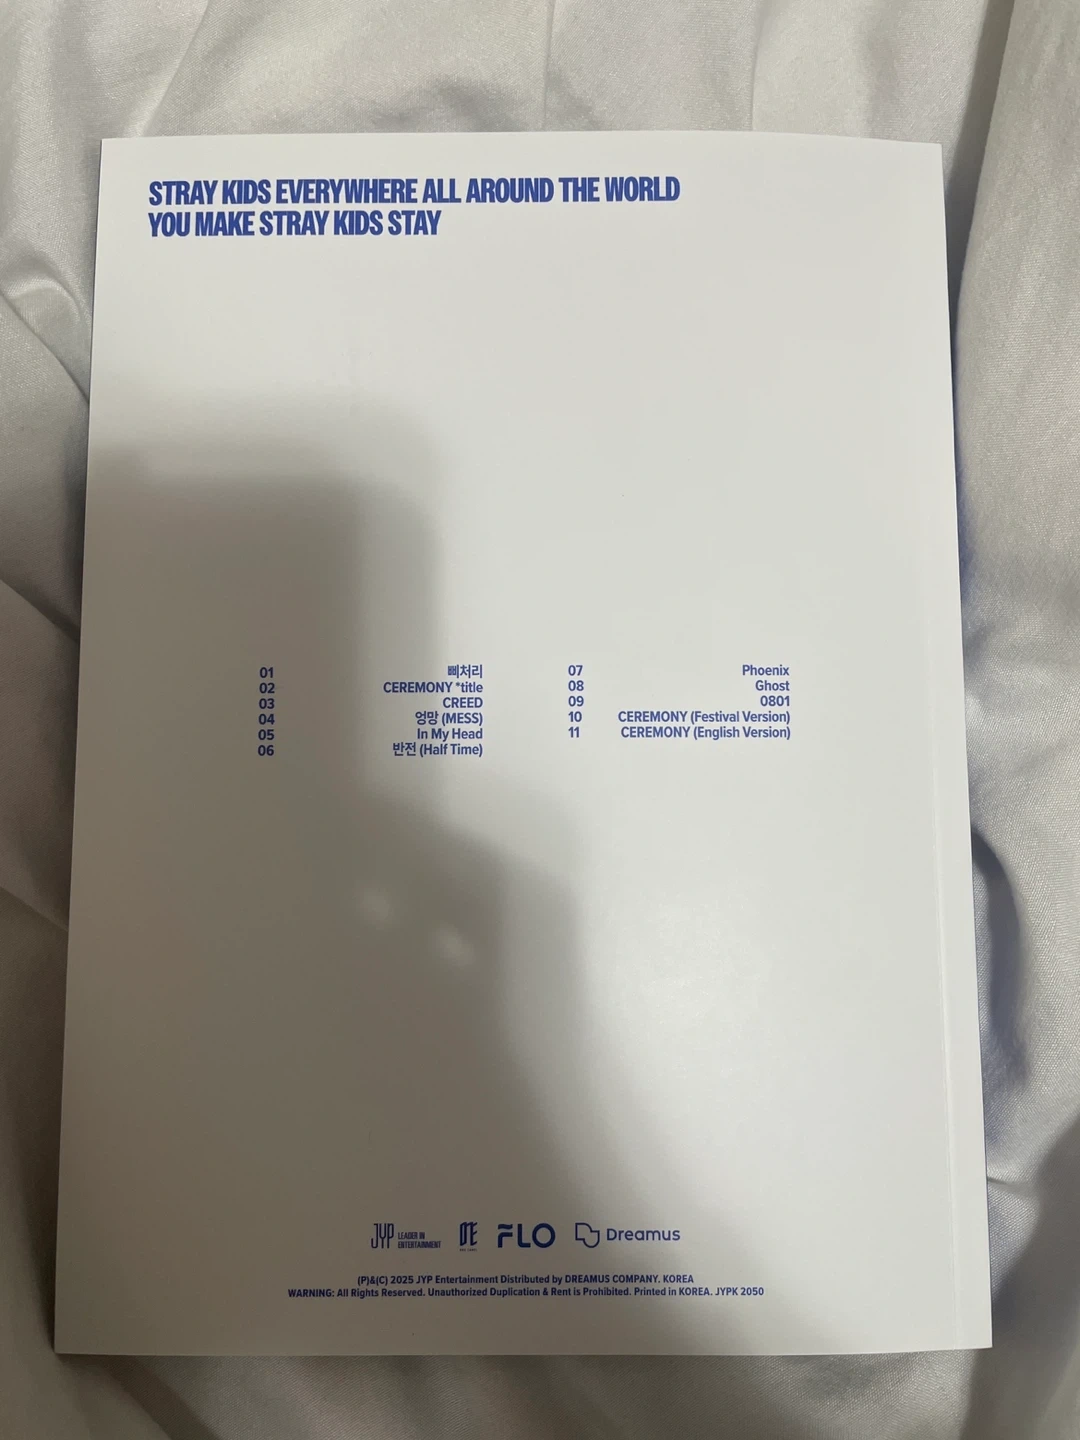 STRAY KIDS EVERYWHERE ALL AROUND THE WORLD
YOU MAKE STRAY KIDS STAY
01 삐처리
02 CEREMONY *title
03 CREED
04 엉망 (MESS)
05 In My Head
06 반전 (Half Time)
07 Phoenix
08 Ghost
09 0801
10 CEREMONY (Festival Version)
11 CEREMONY (English Version)
JYP LEADER IN ENTERTAINMENT
FLO
Dreamus
(P)&(C) 2025 JYP Entertainment Distributed by DREAMUS COMPANY. KOREA
WARNING: All Rights Reserved. Unauthorized Duplication & Rent is Prohibited. Printed in KOREA. JYPK 2050